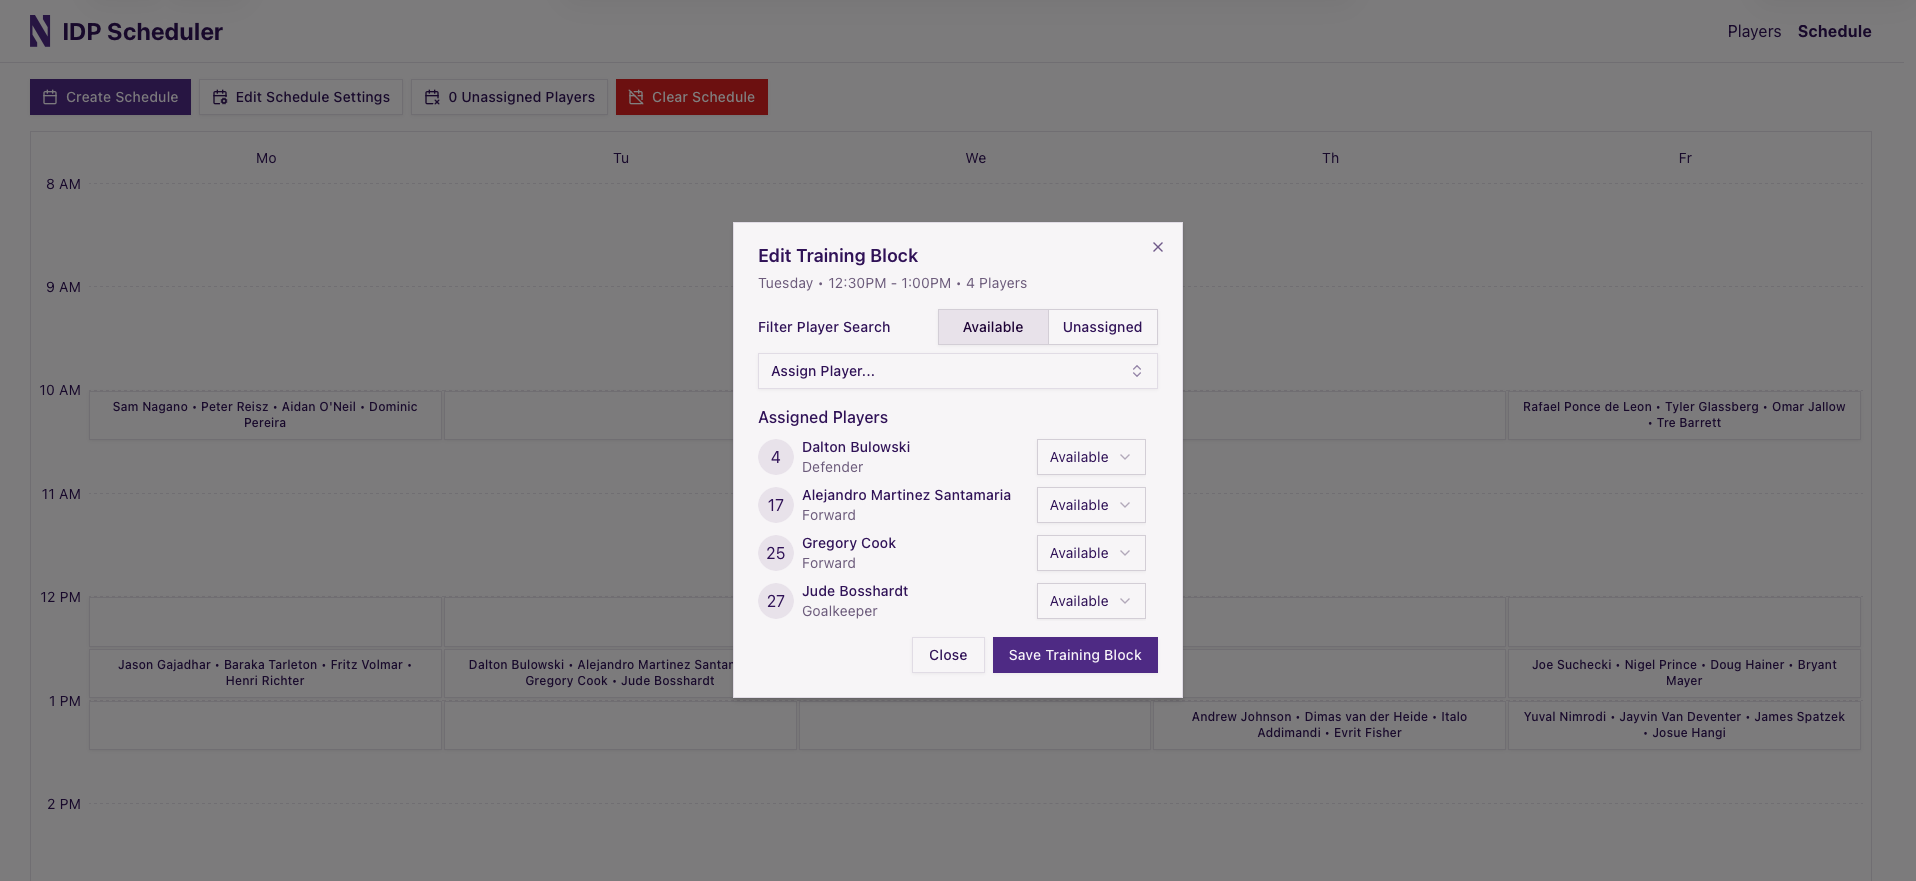 IDP Scheduler
Players
Schedule
Create Schedule
Edit Schedule Settings
0 Unassigned Players
Clear Schedule
Mo
Tu
We
Th
Fr
8 AM
9 AM
10 AM
Sam Nagano • Peter Reisz • Aidan O'Neil • Dominic
Pereira
Rafael Ponce de Leon • Tyler Glassberg • Omar Jallow
• Tre Barrett
11 AM
12 PM
Jason Gajadhar • Baraka Tarleton • Fritz Volmar •
Henri Richter
Dalton Bulowski • Alejandro Martinez Santar
Gregory Cook • Jude Bosshardt
Joe Suchecki • Nigel Prince • Doug Hainer • Bryant
Mayer
1 PM
Andrew Johnson • Dimas van der Heide • Italo
Addimandi • Evrit Fisher
Yuval Nimrodi • Jayvin Van Deventer • James Spatzek
• Josue Hangi
2 PM
Edit Training Block
Tuesday • 12:30PM - 1:00PM • 4 Players
Filter Player Search
Available
Unassigned
Assign Player...
Assigned Players
4
Dalton Bulowski
Defender
Available
17
Alejandro Martinez Santamaria
Forward
Available
25
Gregory Cook
Forward
Available
27
Jude Bosshardt
Goalkeeper
Available
Close
Save Training Block